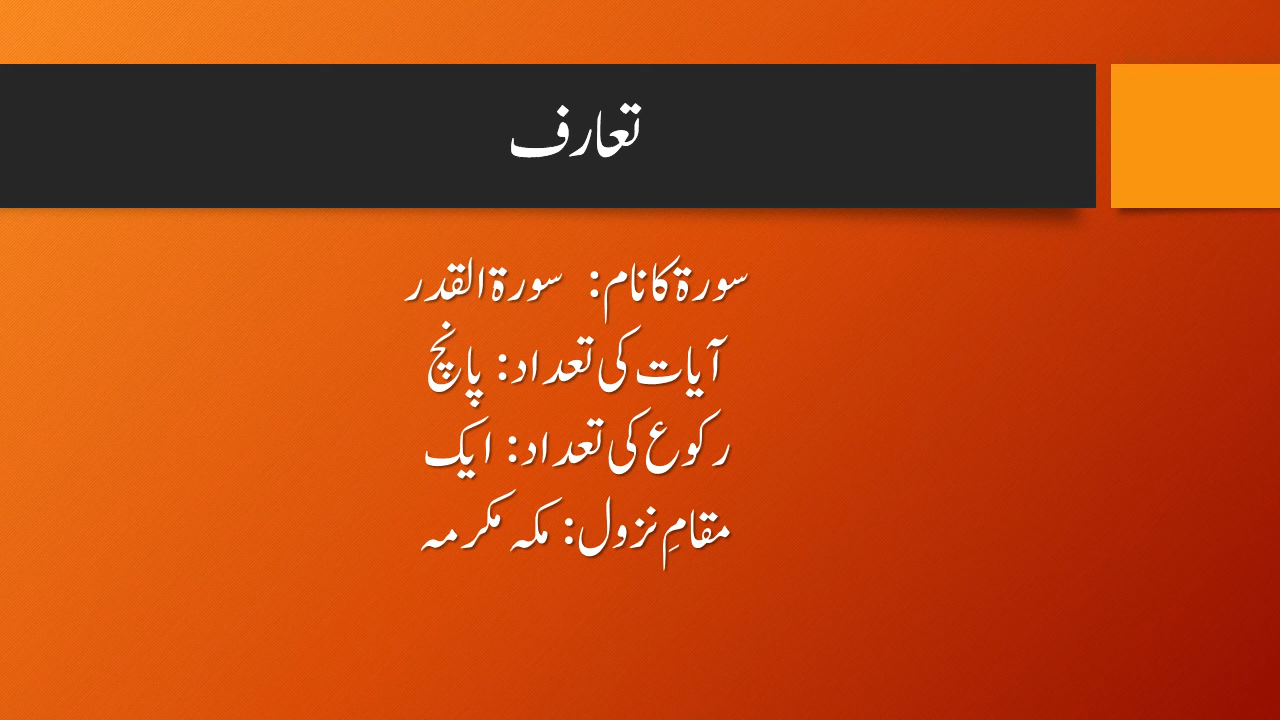 تعارف
سورۃ کا نام: سورۃ القدر
آیات کی تعداد: پانچ
رکوع کی تعداد: ایک
مقامِ نزول: مکہ مکرمہ